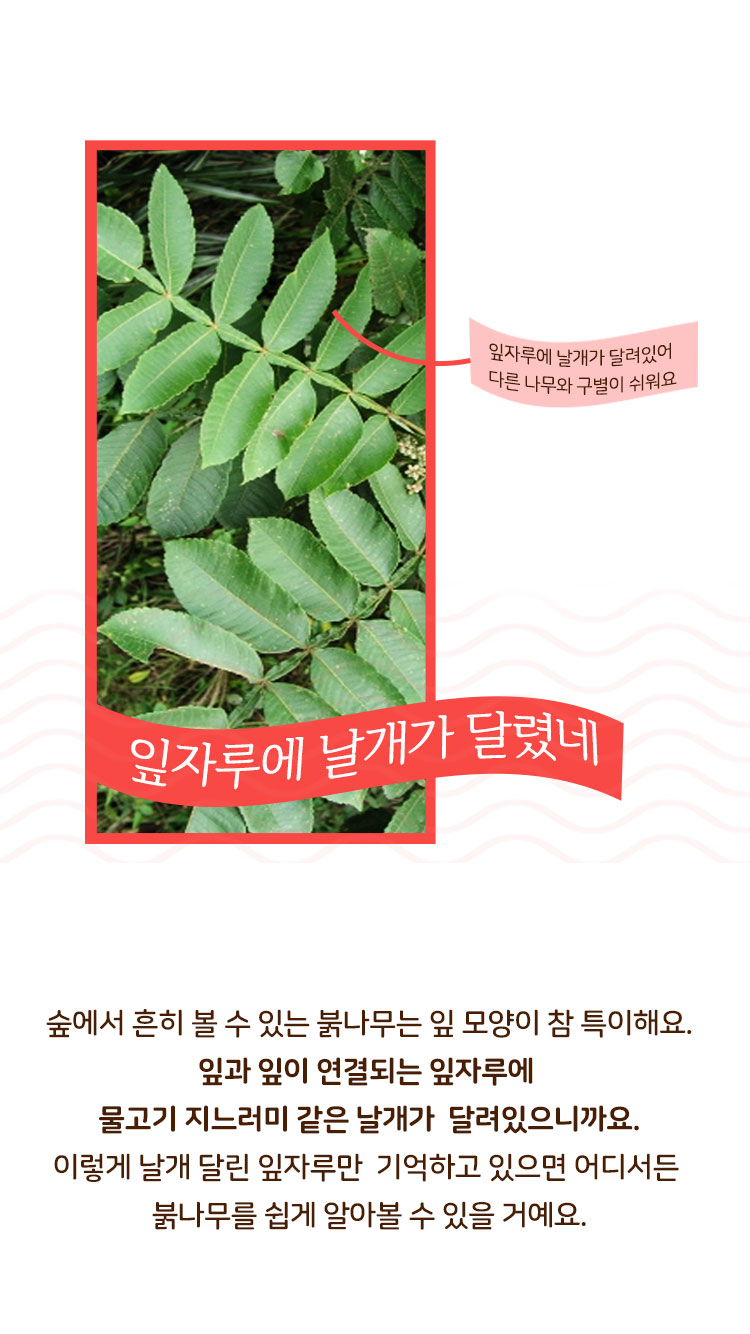 잎자루에 날개가 달려있어
다른 나무와 구별이 쉬워요
잎자루에 날개가 달렸네
숲에서 흔히 볼 수 있는 붉나무는 잎 모양이 참 특이해요.
잎과 잎이 연결되는 잎자루에
물고기 지느러미 같은 날개가 달려있으니까요.
이렇게 날개 달린 잎자루만 기억하고 있으면 어디서든
붉나무를 쉽게 알아볼 수 있을 거예요.